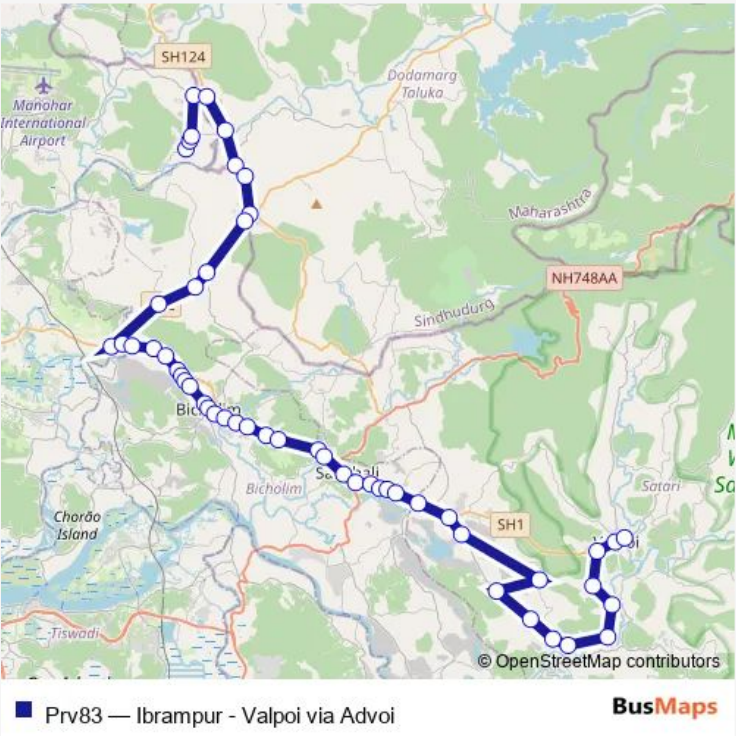 SH124
Dodamarg
Taluka
Manohar
International
Airport
Maharashtra
NH748AA
Sindhudurg
Bicholim
Bicholim
SH1
Satari
Chorão
Island
Tiswadi
© OpenStreetMap contributors
Prv83 — Ibrampur - Valpoi via Advoi
BusMaps